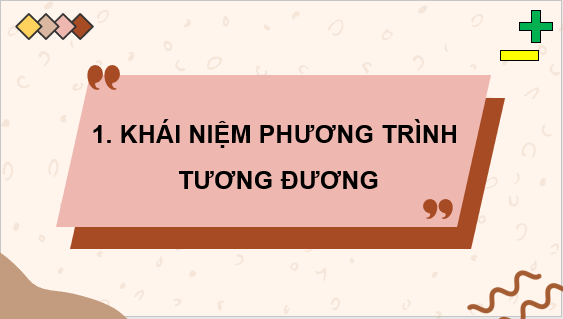 1. KHÁI NIỆM PHƯƠNG TRÌNH
TƯƠNG ĐƯƠNG